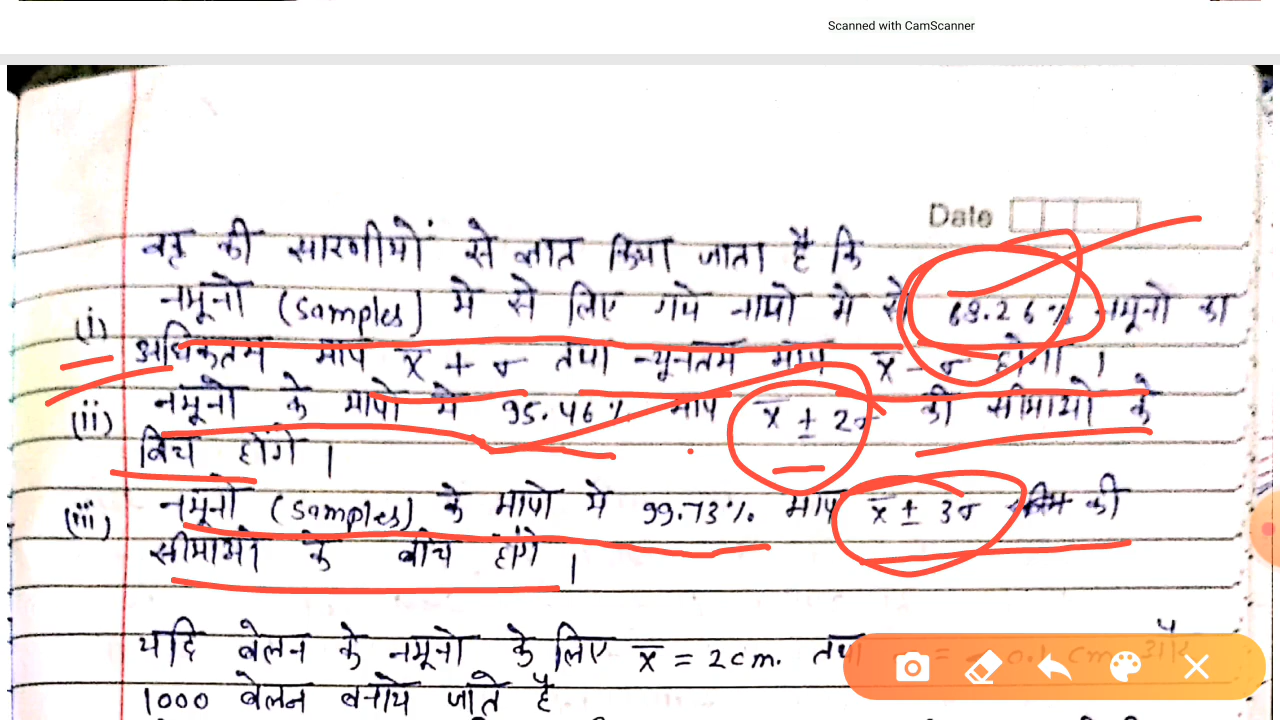 Scanned with CamScanner
Date
वक्र की सारणीयों से ज्ञात किया जाता है कि
(i) नमूनो (samples) मे से लिए गये नापो मे से 68.26% नमूनो का
अधिकतम माप x̄ + σ तथा न्यूनतम माप x̄ - σ होगा ।
(ii) नमूनो के मापो मे 95.46% माप x̄ ± 2σ की सीमाओ के
बिच होंगे ।
(iii) नमूनो (samples) के मापो मे 99.73% माप x̄ ± 3σ की
सीमाओ के बीच होंगे ।
यदि बेलन के नमूनो के लिए x̄ = 2cm. तथा
1000 बेलन बनाये जाते है